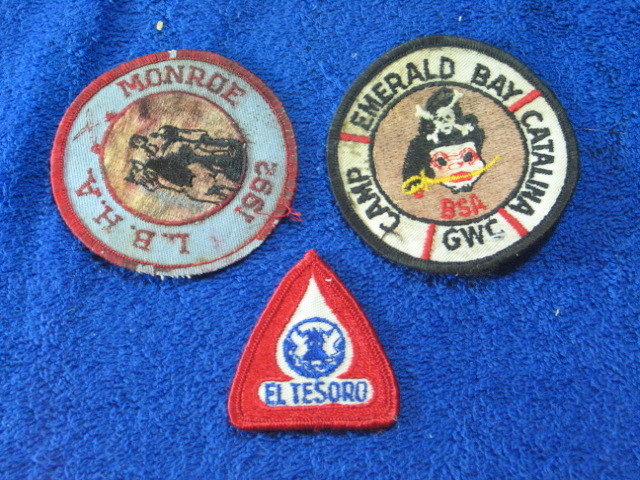 MONROE
L.B.H.A. 1992
CAMP EMERALD BAY CATALINA
BSA
GWC
EL TESORO